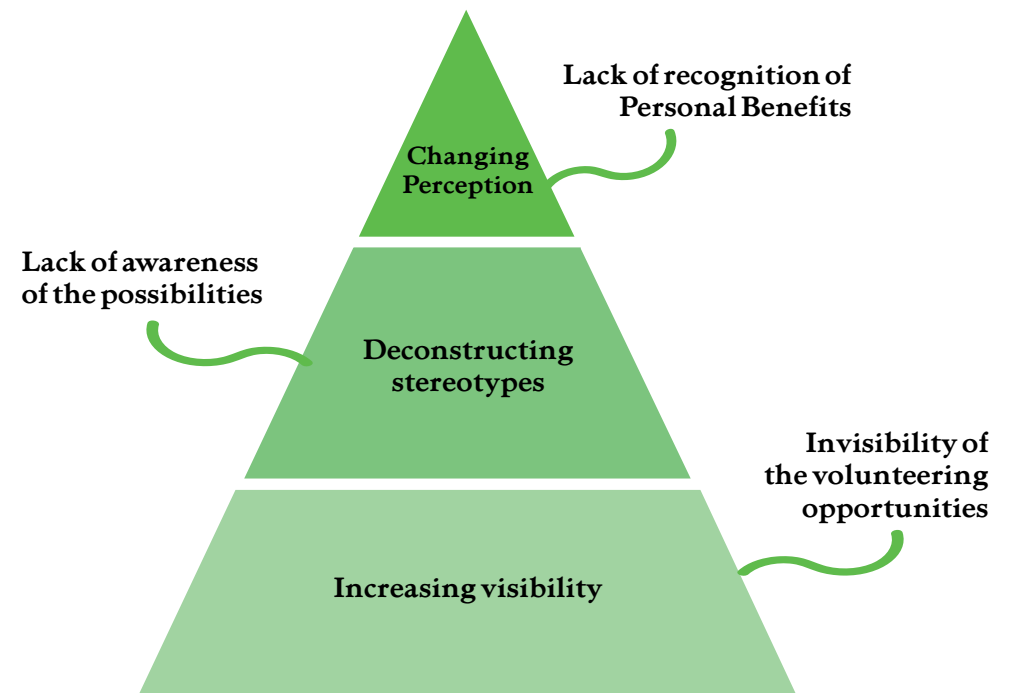 Lack of recognition of
Personal Benefits
Changing
Perception
Lack of awareness
of the possibilities
Deconstructing
stereotypes
Invisibility of
the volunteering
opportunities
Increasing visibility